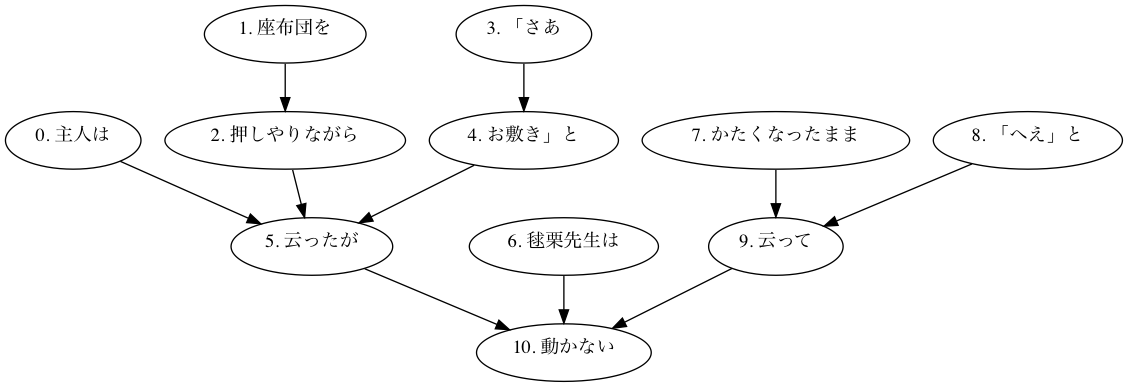 1. 座布団を
3. 「さあ
0. 主人は
2. 押しやりながら
4. お敷き」と
7. かたくなったまま
8. 「へえ」と
5. 云ったが
6. 毬栗先生は
9. 云って
10. 動かない